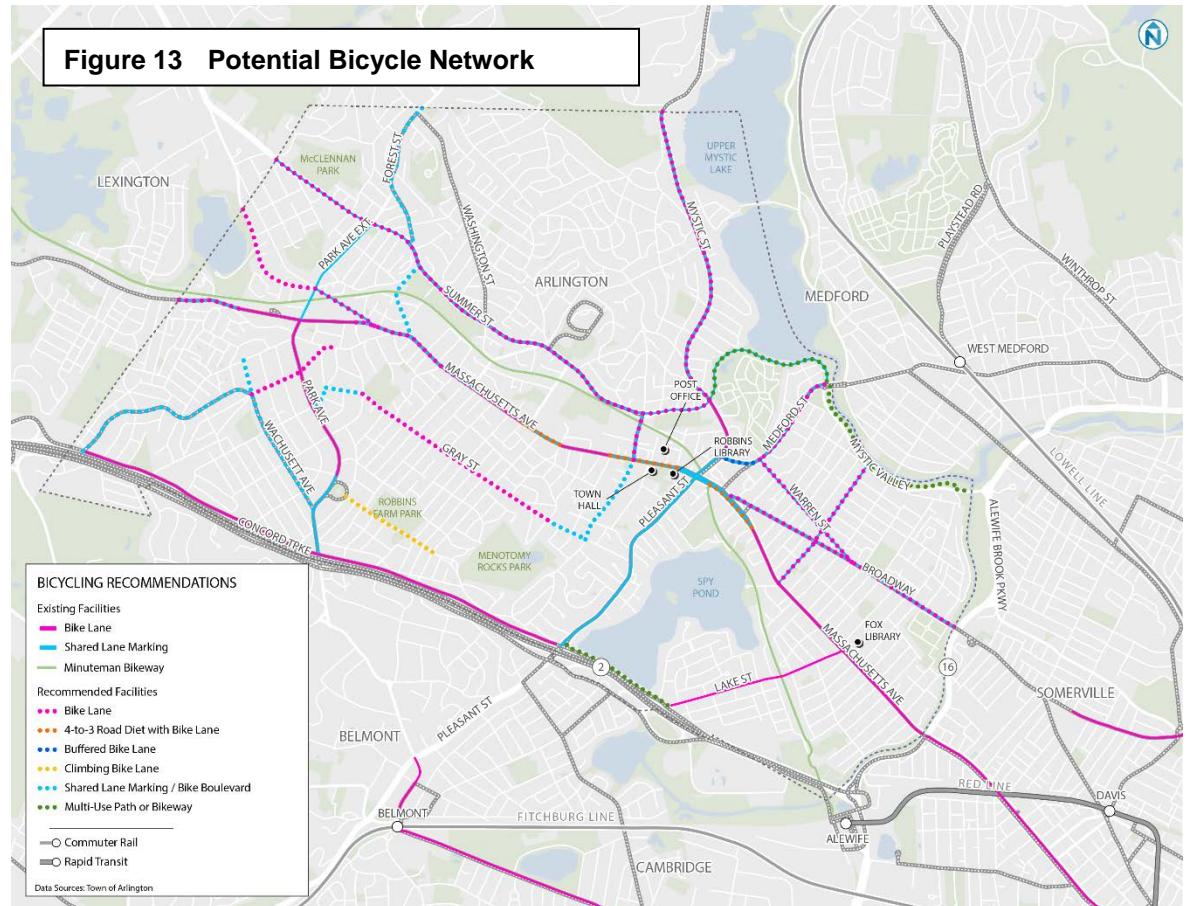 Figure 13 Potential Bicycle Network
N
UPPER
MYSTIC
LAKE
McCLENNAN
PARK
LEXINGTON
FOREST ST
WASHINGTON ST
PARK AVE EXT.
MYSTIC ST
PLAYSTEAD RD
WINTHROP ST
ARLINGTON
MEDFORD
SUMMER ST
WEST MEDFORD
MASSACHUSETTS AVE
POST
OFFICE
ROBBINS
LIBRARY
MEDFORD ST
MYSTIC VALLEY
LOWELL LINE
PARK AVE
WACHUSETT AVE
GRAY ST
TOWN
HALL
PLEASANT ST
WARREN ST
ROBBINS
FARM PARK
CONCORD TPKE
MENOTOMY
ROCKS PARK
SPY
POND
BROADWAY
ALEWIFE BROOK PKWY
FOX
LIBRARY
MASSACHUSETTS AVE
2
16
LAKE ST
SOMERVILLE
PLEASANT ST
BELMONT
BELMONT
FITCHBURG LINE
RED LINE
DAVIS
ALEWIFE
CAMBRIDGE
BICYCLING RECOMMENDATIONS
Existing Facilities
Bike Lane
Shared Lane Marking
Minuteman Bikeway
Recommended Facilities
Bike Lane
4-to-3 Road Diet with Bike Lane
Buffered Bike Lane
Climbing Bike Lane
Shared Lane Marking / Bike Boulevard
Multi-Use Path or Bikeway
Commuter Rail
Rapid Transit
Data Sources: Town of Arlington